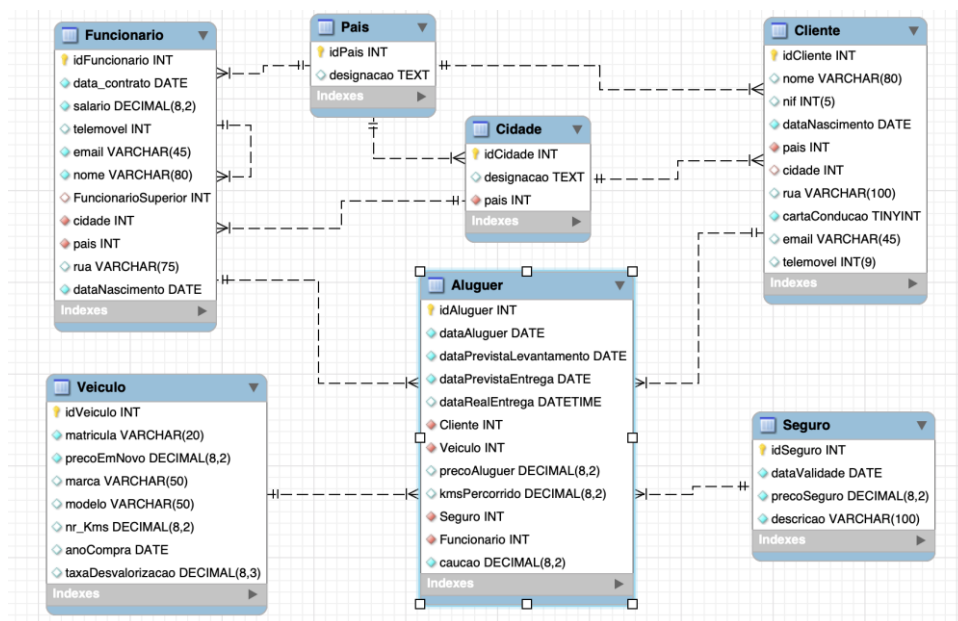 Funcionario
idFuncionario INT
data_contrato DATE
salario DECIMAL(8,2)
telemovel INT
email VARCHAR(45)
nome VARCHAR(80)
FuncionarioSuperior INT
cidade INT
pais INT
rua VARCHAR(75)
dataNascimento DATE
Indexes
Pais
idPais INT
designacao TEXT
Indexes
Cidade
idCidade INT
designacao TEXT
pais INT
Indexes
Cliente
idCliente INT
nome VARCHAR(80)
nif INT(5)
dataNascimento DATE
pais INT
cidade INT
rua VARCHAR(100)
cartaConducao TINYINT
email VARCHAR(45)
telemovel INT(9)
Indexes
Veiculo
idVeiculo INT
matricula VARCHAR(20)
precoEmNovo DECIMAL(8,2)
marca VARCHAR(50)
modelo VARCHAR(50)
nr_Kms DECIMAL(8,2)
anoCompra DATE
taxaDesvalorizacao DECIMAL(8,3)
Indexes
Aluguer
idAluguer INT
dataAluguer DATE
dataPrevistaLevantamento DATE
dataPrevistaEntrega DATE
dataRealEntrega DATETIME
Cliente INT
Veiculo INT
precoAluguer DECIMAL(8,2)
kmsPercorrido DECIMAL(8,2)
Seguro INT
Funcionario INT
caucao DECIMAL(8,2)
Indexes
Seguro
idSeguro INT
dataValidade DATE
precoSeguro DECIMAL(8,2)
descricao VARCHAR(100)
Indexes